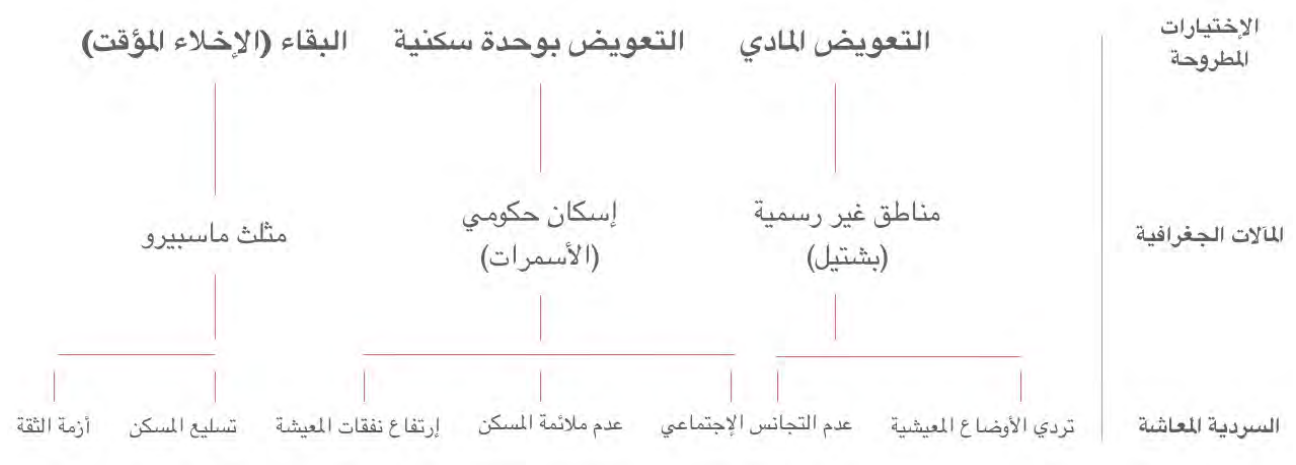 الإختيارات
المطروحة
التعويض المادي
التعويض بوحدة سكنية
البقاء (الإخلاء المؤقت)
المآلات الجغرافية
مناطق غير رسمية
(بشتيل)
إسكان حكومي
(الأسمرات)
مثلث ماسبيرو
السردية المعاشة
تردي الأوضاع المعيشية
عدم التجانس الإجتماعي
عدم ملائمة المسكن
إرتفاع نفقات المعيشة
تسليع المسكن
أزمة الثقة